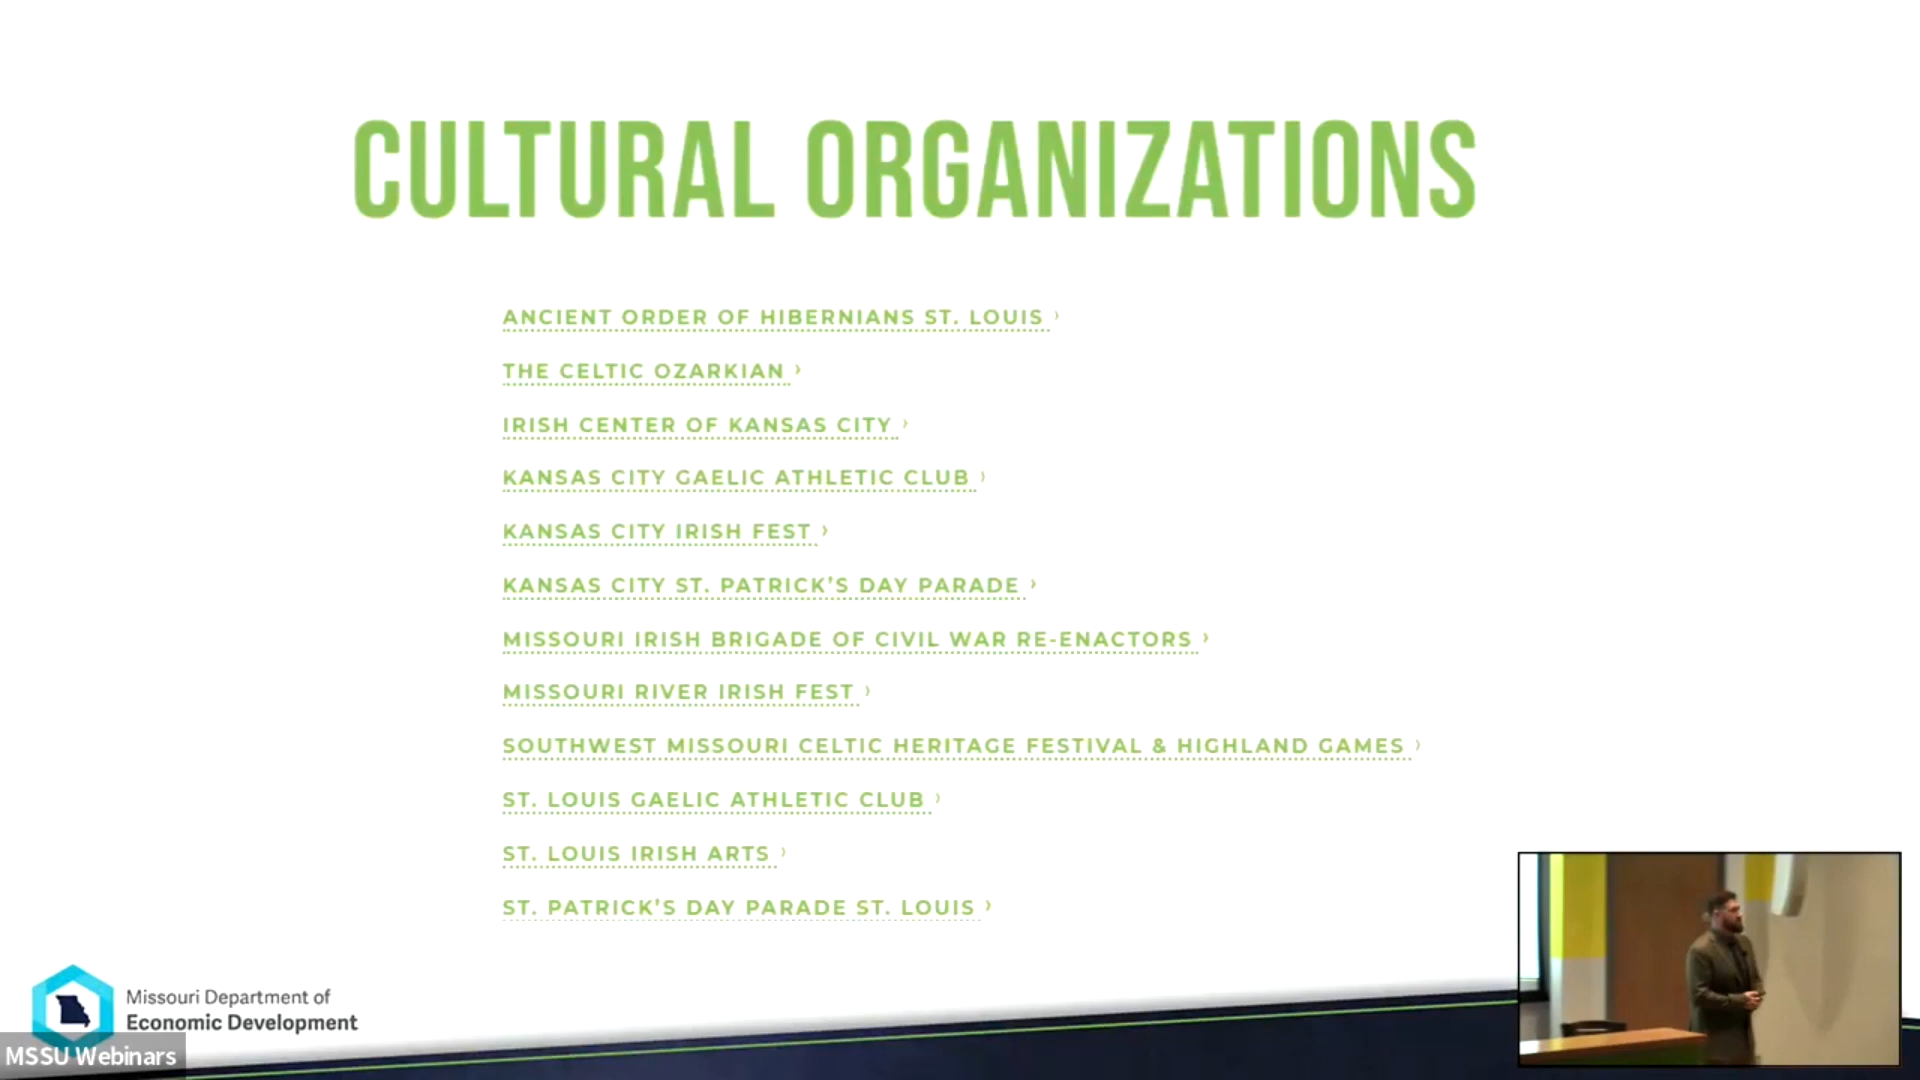 CULTURAL ORGANIZATIONS
ANCIENT ORDER OF HIBERNIANS ST. LOUIS ›
THE CELTIC OZARKIAN ›
IRISH CENTER OF KANSAS CITY ›
KANSAS CITY GAELIC ATHLETIC CLUB ›
KANSAS CITY IRISH FEST ›
KANSAS CITY ST. PATRICK’S DAY PARADE ›
MISSOURI IRISH BRIGADE OF CIVIL WAR RE-ENACTORS ›
MISSOURI RIVER IRISH FEST ›
SOUTHWEST MISSOURI CELTIC HERITAGE FESTIVAL & HIGHLAND GAMES ›
ST. LOUIS GAELIC ATHLETIC CLUB ›
ST. LOUIS IRISH ARTS ›
ST. PATRICK’S DAY PARADE ST. LOUIS ›
Missouri Department of
Economic Development
MSSU Webinars